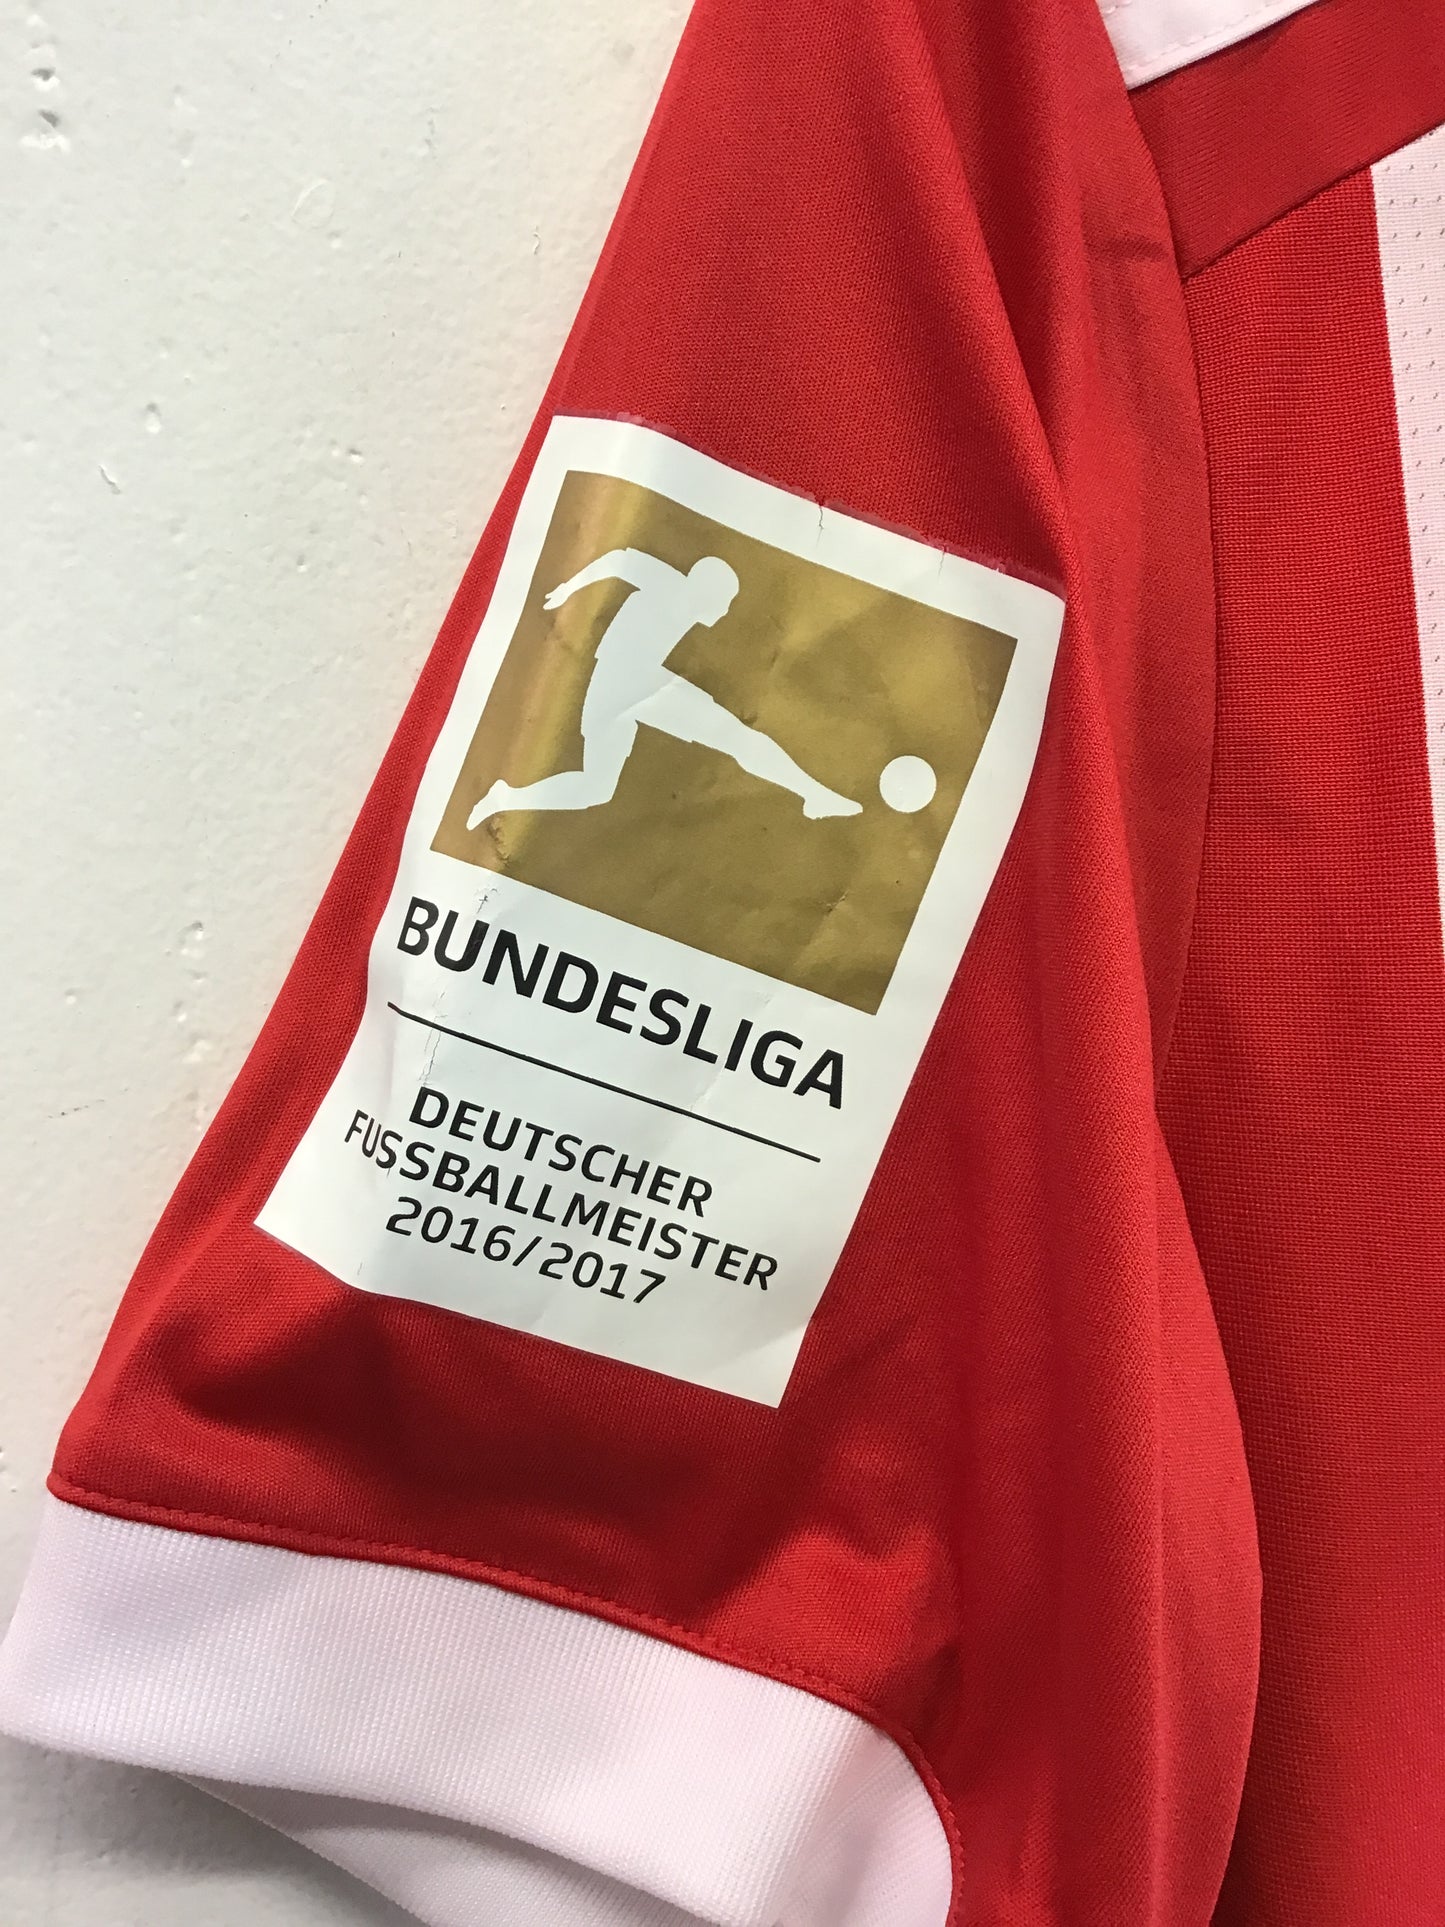 BUNDESLIGA
DEUTSCHER
FUSSBALLMEISTER
2016/2017